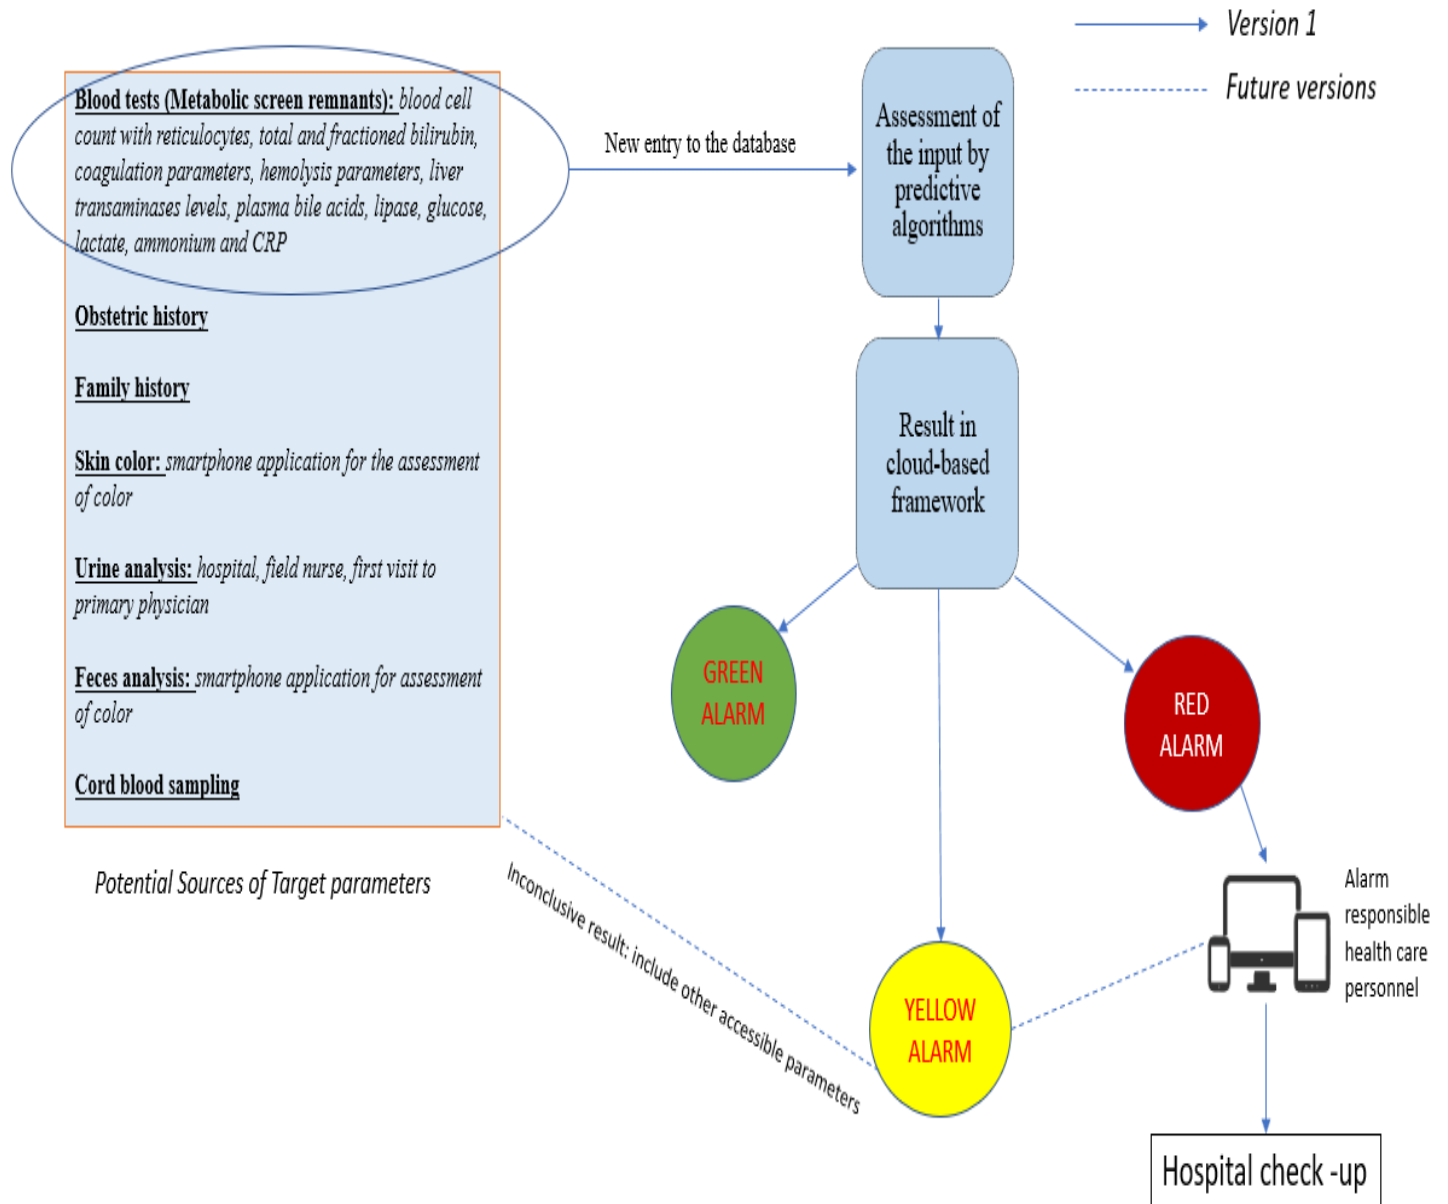 Version 1
Future versions
Blood tests (Metabolic screen remnants): blood cell
count with reticulocytes, total and fractioned bilirubin,
coagulation parameters, hemolysis parameters, liver
transaminases levels, plasma bile acids, lipase, glucose,
lactate, ammonium and CRP
Obstetric history
Family history
Skin color: smartphone application for the assessment
of color
Urine analysis: hospital, field nurse, first visit to
primary physician
Feces analysis: smartphone application for assessment
of color
Cord blood sampling
Potential Sources of Target parameters
New entry to the database
Assessment of
the input by
predictive
algorithms
Result in
cloud-based
framework
GREEN
ALARM
RED
ALARM
YELLOW
ALARM
Inconclusive result: include other accessible parameters
Alarm
responsible
health care
personnel
Hospital check -up